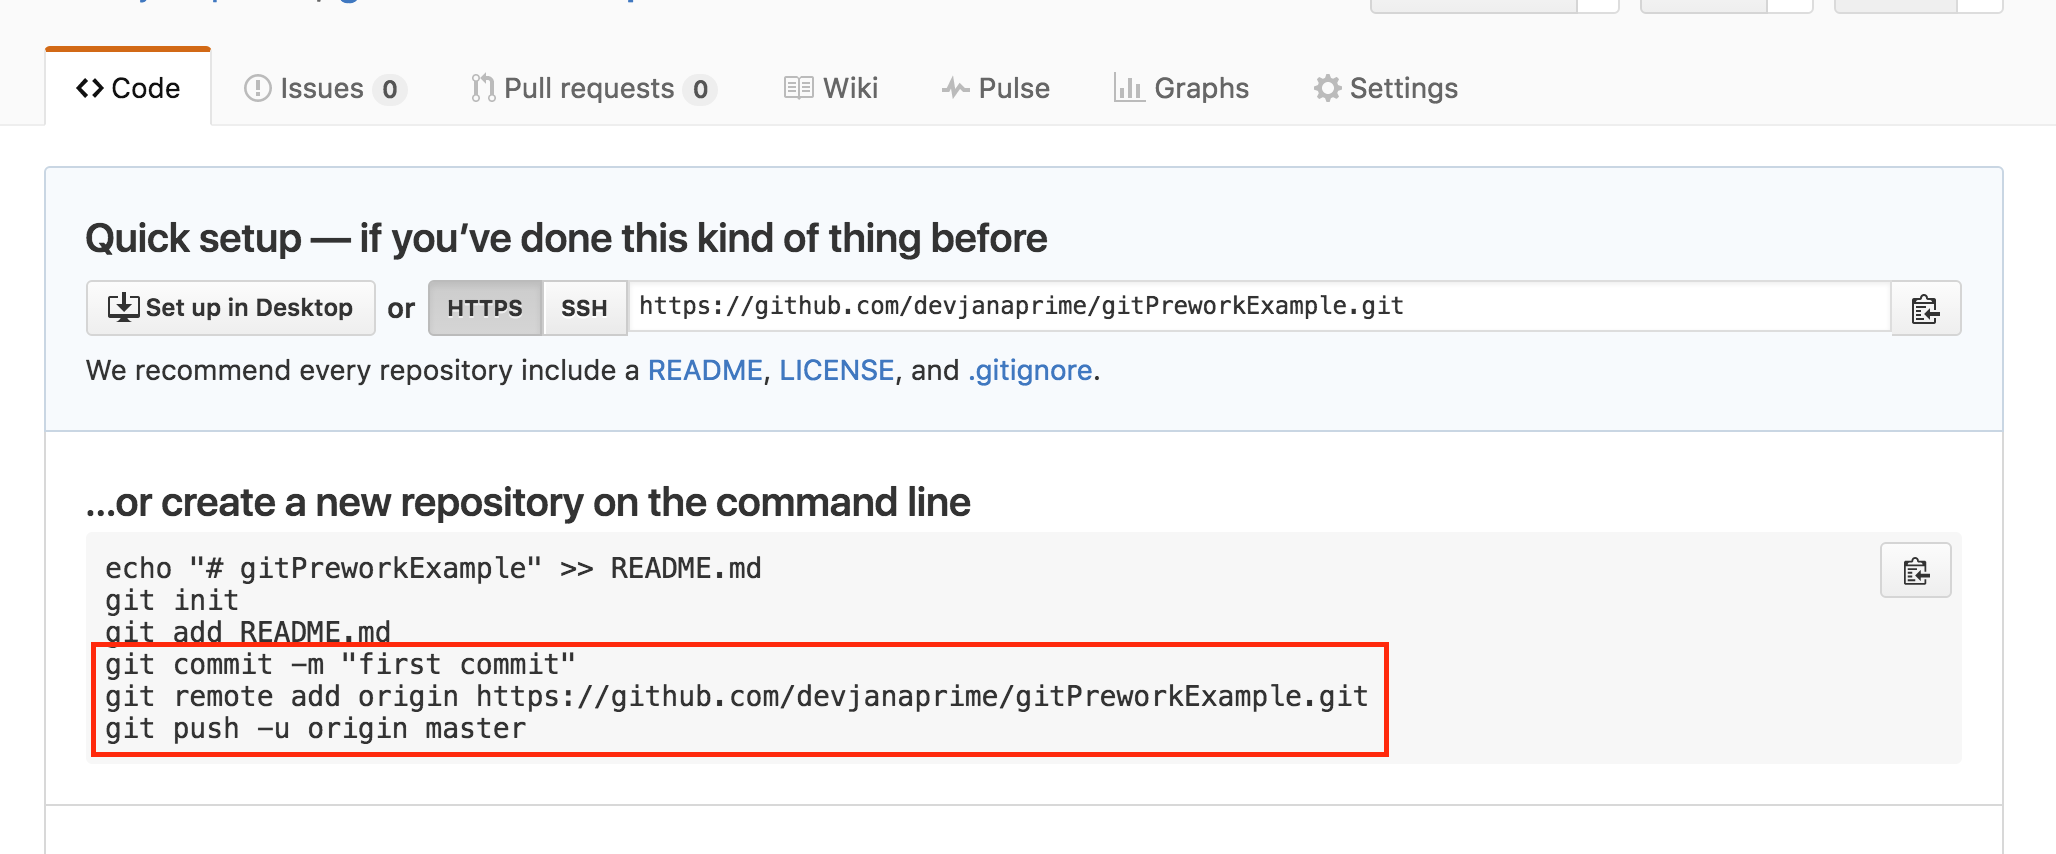 Code Issues 0 Pull requests 0 Wiki Pulse Graphs Settings
Quick setup — if you’ve done this kind of thing before
Set up in Desktop or HTTPS SSH https://github.com/devjanaprime/gitPreworkExample.git
We recommend every repository include a README, LICENSE, and .gitignore.
...or create a new repository on the command line
echo "# gitPreworkExample" >> README.md
git init
git add README.md
git commit -m "first commit"
git remote add origin https://github.com/devjanaprime/gitPreworkExample.git
git push -u origin master